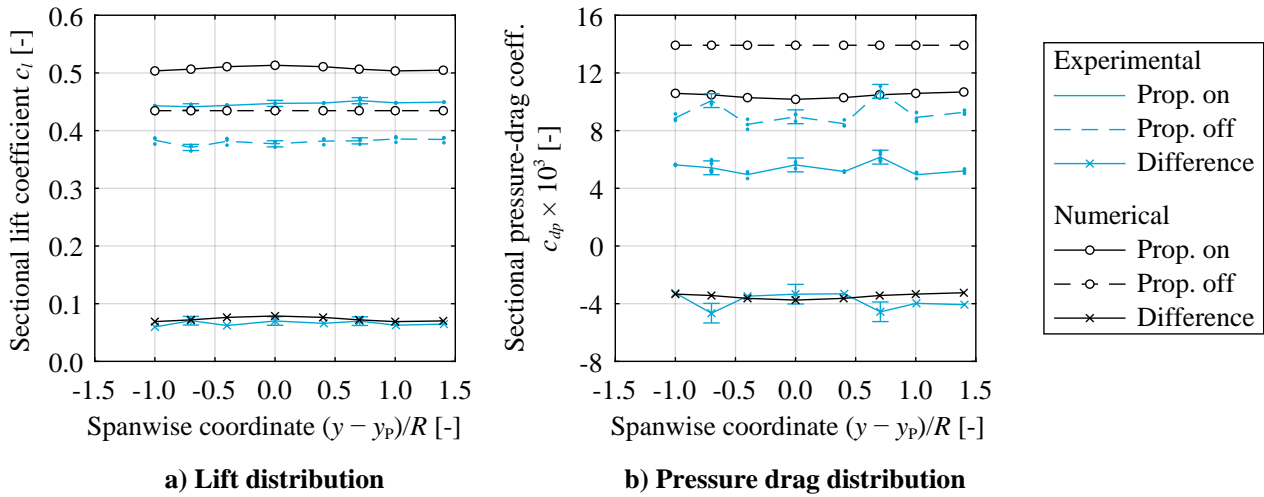 Sectional lift coefficient c_l [-]
0.6
0.5
0.4
0.3
0.2
0.1
0.0
-1.5 -1.0 -0.5 0.0 0.5 1.0 1.5
Spanwise coordinate (y − y_P)/R [-]
a) Lift distribution
Sectional pressure-drag coeff.
c_dp × 10³ [-]
16
12
8
4
0
-4
-8
-1.5 -1.0 -0.5 0.0 0.5 1.0 1.5
Spanwise coordinate (y − y_P)/R [-]
b) Pressure drag distribution
Experimental
Prop. on
Prop. off
Difference
Numerical
Prop. on
Prop. off
Difference